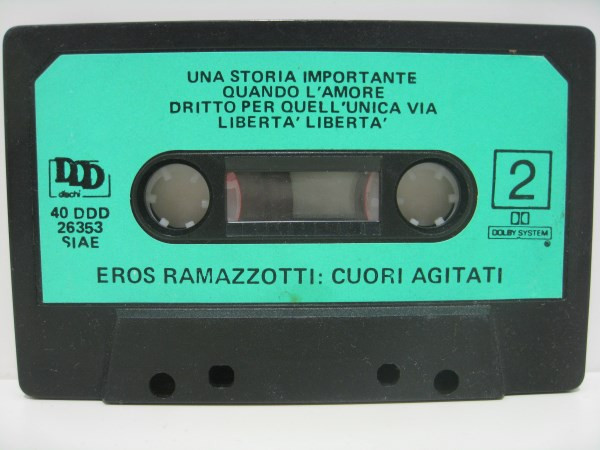 UNA STORIA IMPORTANTE
QUANDO L'AMORE
DRITTO PER QUELL'UNICA VIA
LIBERTA' LIBERTA'
DDD
dischi
40 DDD
26353
SIAE
2
DOLBY SYSTEM
EROS RAMAZZOTTI: CUORI AGITATI